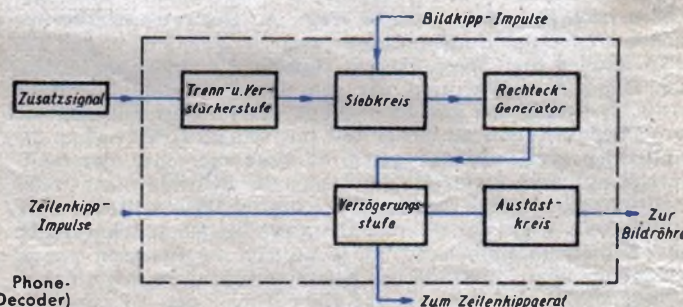 Bildkipp-Impulse
Zusatzsignal
Trenn-u.Ver-
stärkerstufe
Siebkreis
Rechteck-
Generator
Zeilenkipp-
Impulse
Verzögerungs-
stufe
Austast-
kreis
Zur
Bildröhre
Phone-
Decoder)
Zum Zeilenkippgerät